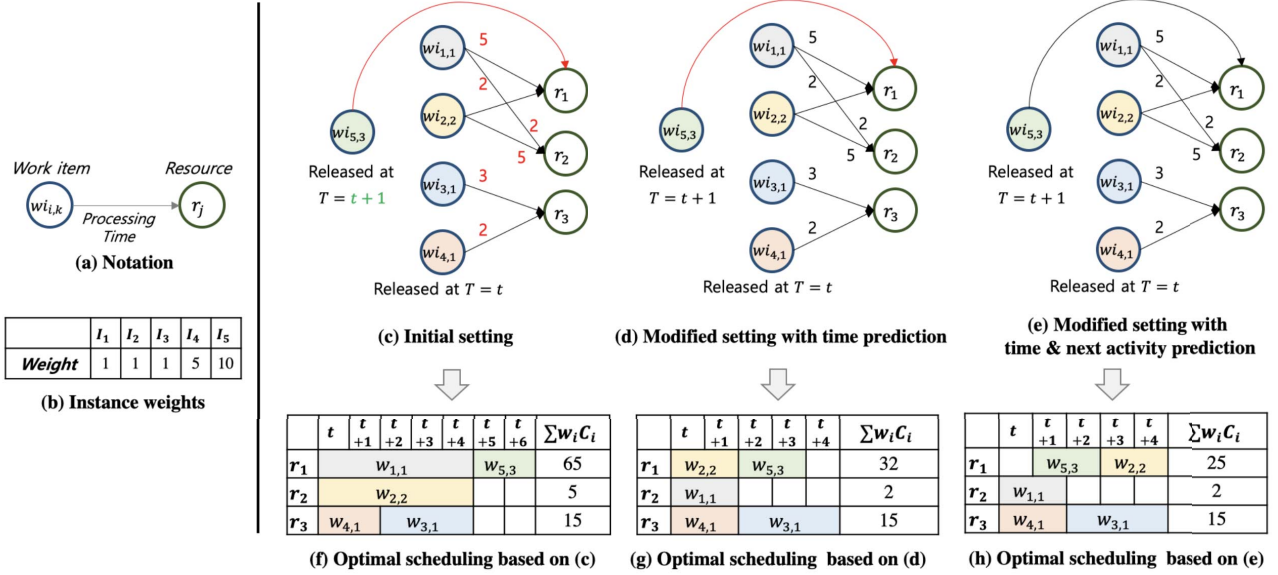 Work item
Resource
wi_{i,k}
r_j
Processing
Time
(a) Notation
I_1 I_2 I_3 I_4 I_5
Weight 1 1 1 5 10
(b) Instance weights
wi_{1,1}
5
2
r_1
wi_{2,2}
wi_{5,3}
2
5
r_2
Released at
T = t + 1
wi_{3,1}
3
r_3
2
wi_{4,1}
Released at T = t
(c) Initial setting
wi_{1,1}
5
2
r_1
wi_{2,2}
wi_{5,3}
2
5
r_2
Released at
T = t + 1
wi_{3,1}
3
r_3
2
wi_{4,1}
Released at T = t
(d) Modified setting with time prediction
wi_{1,1}
5
2
r_1
wi_{2,2}
wi_{5,3}
2
5
r_2
Released at
T = t + 1
wi_{3,1}
3
r_3
2
wi_{4,1}
Released at T = t
(e) Modified setting with
time & next activity prediction
t t+1 t+2 t+3 t+4 t+5 t+6 ∑w_iC_i
r_1 w_{1,1} w_{5,3} 65
r_2 w_{2,2} 5
r_3 w_{4,1} w_{3,1} 15
(f) Optimal scheduling based on (c)
t t+1 t+2 t+3 t+4 ∑w_iC_i
r_1 w_{2,2} w_{5,3} 32
r_2 w_{1,1} 2
r_3 w_{4,1} w_{3,1} 15
(g) Optimal scheduling based on (d)
t t+1 t+2 t+3 t+4 ∑w_iC_i
r_1 w_{5,3} w_{2,2} 25
r_2 w_{1,1} 2
r_3 w_{4,1} w_{3,1} 15
(h) Optimal scheduling based on (e)